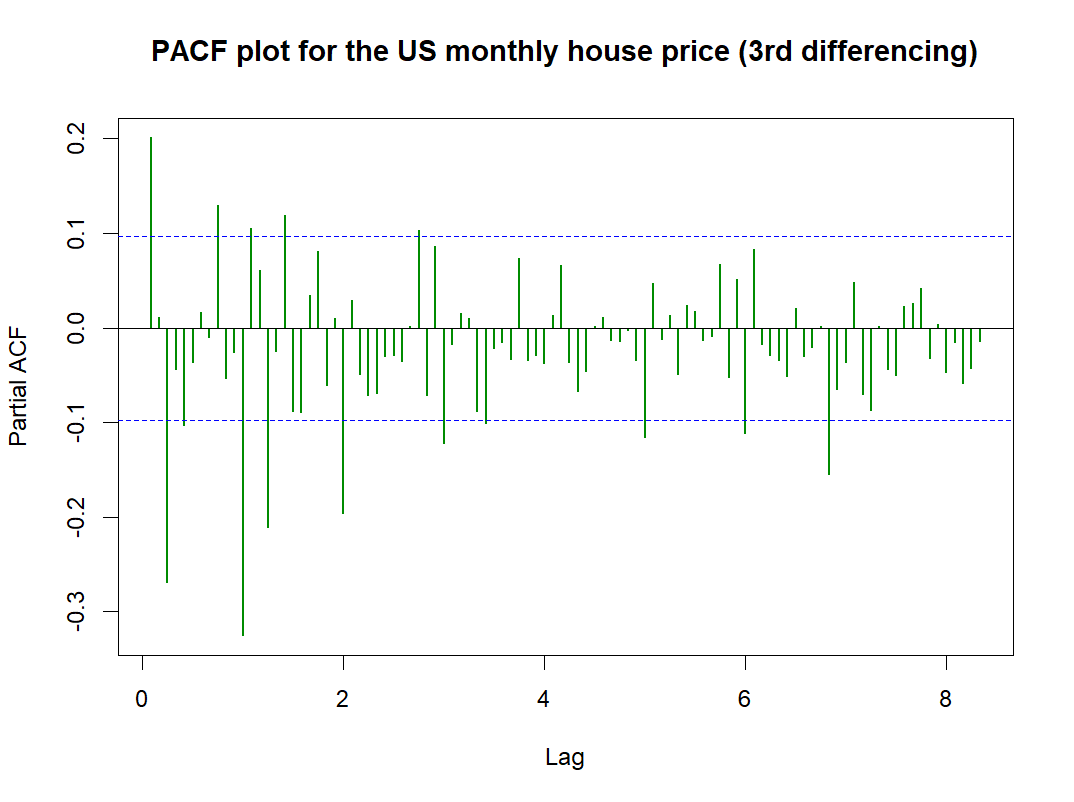 PACF plot for the US monthly house price (3rd differencing)
Partial ACF
0.2
0.1
0.0
-0.1
-0.2
-0.3
0 2 4 6 8
Lag